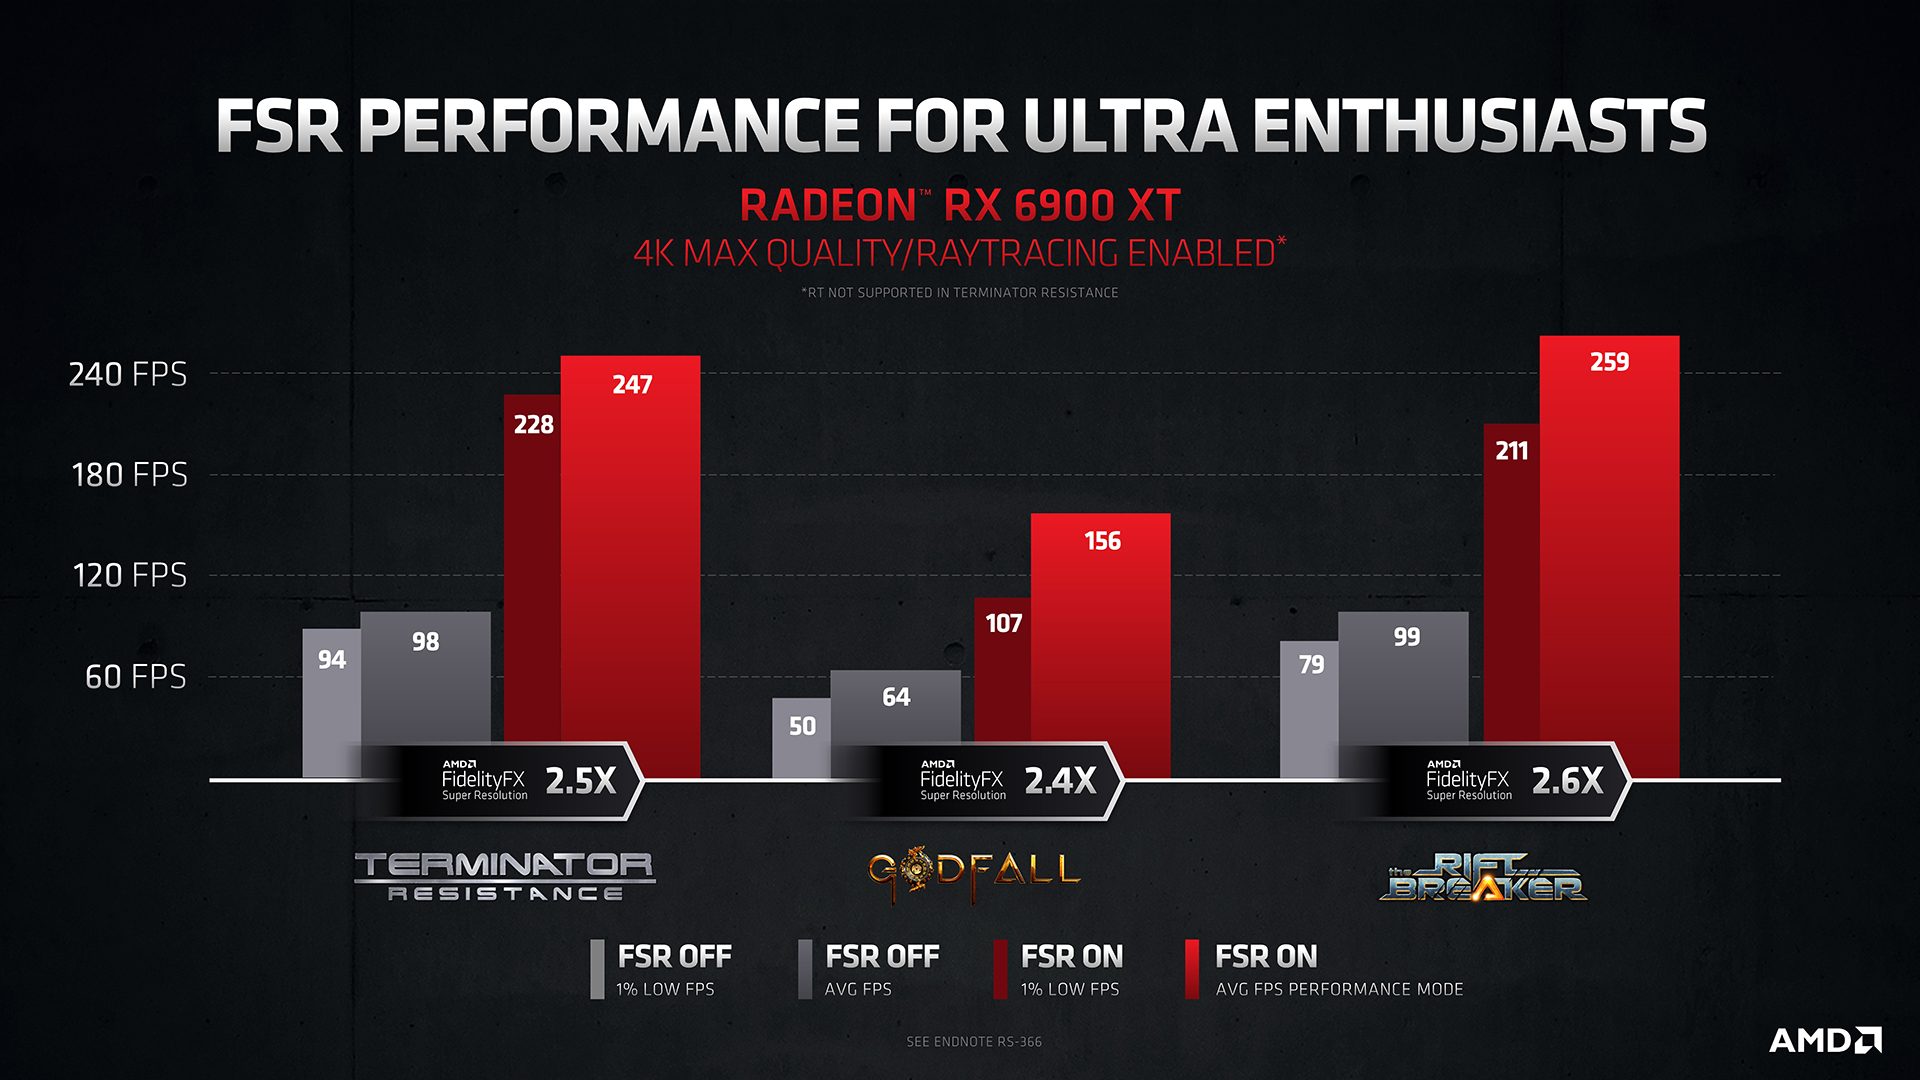 FSR PERFORMANCE FOR ULTRA ENTHUSIASTS
RADEON™ RX 6900 XT
4K MAX QUALITY/RAYTRACING ENABLED*
*RT NOT SUPPORTED IN TERMINATOR RESISTANCE
240 FPS
180 FPS
120 FPS
60 FPS
94
98
228
247
50
64
107
156
79
99
211
259
AMD
FidelityFX
Super Resolution
2.5X
AMD
FidelityFX
Super Resolution
2.4X
AMD
FidelityFX
Super Resolution
2.6X
TERMINATOR
RESISTANCE
GODFALL
the RIFT
BREAKER
FSR OFF
1% LOW FPS
FSR OFF
AVG FPS
FSR ON
1% LOW FPS
FSR ON
AVG FPS PERFORMANCE MODE
SEE ENDNOTE RS-366
AMD